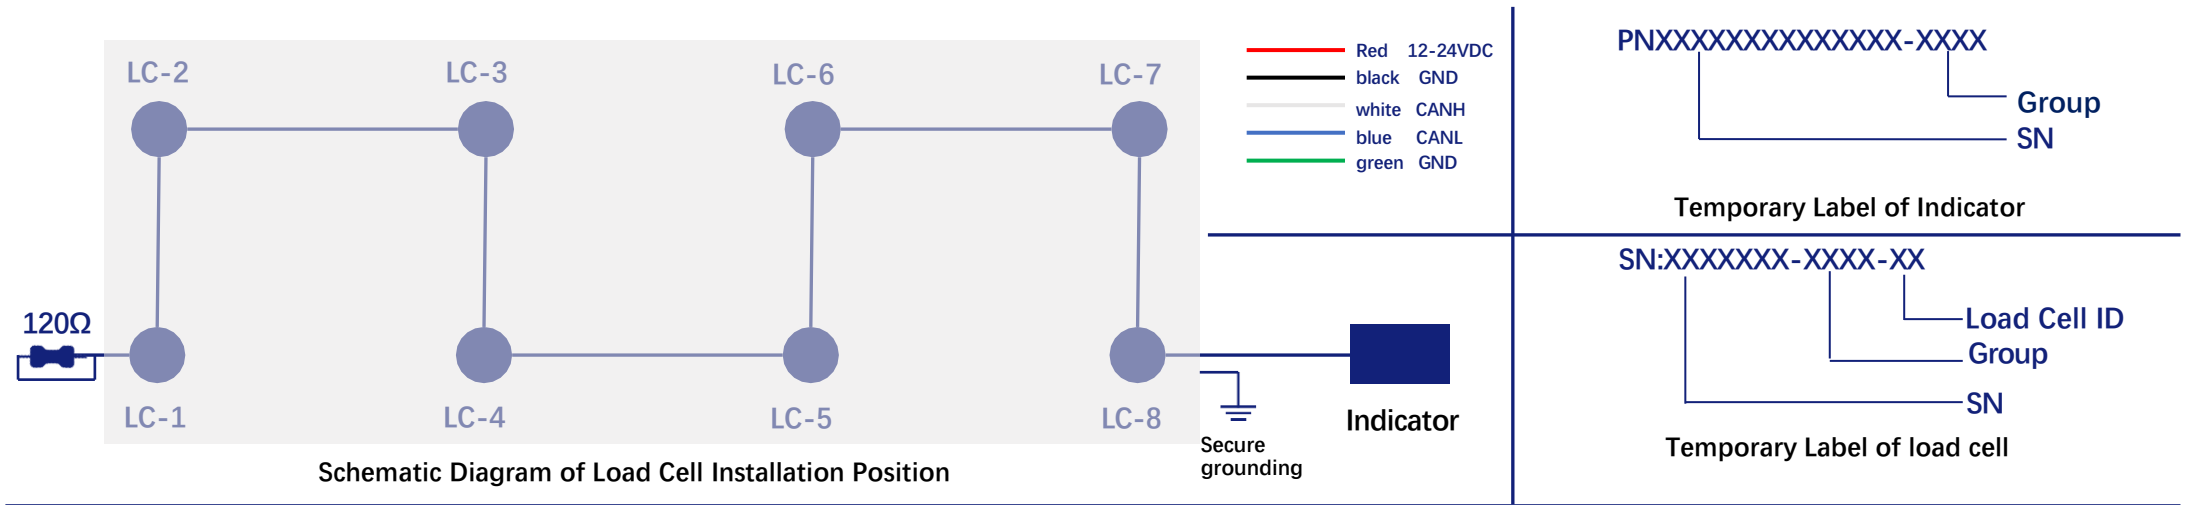 LC-2
LC-3
LC-6
LC-7
120Ω
LC-1
LC-4
LC-5
LC-8
Indicator
Secure
grounding
Schematic Diagram of Load Cell Installation Position
Red 12-24VDC
black GND
white CANH
blue CANL
green GND
PNXXXXXXXXXXXXXX-XXXX
Group
SN
Temporary Label of Indicator
SN:XXXXXXX-XXXX-XX
Load Cell ID
Group
SN
Temporary Label of load cell